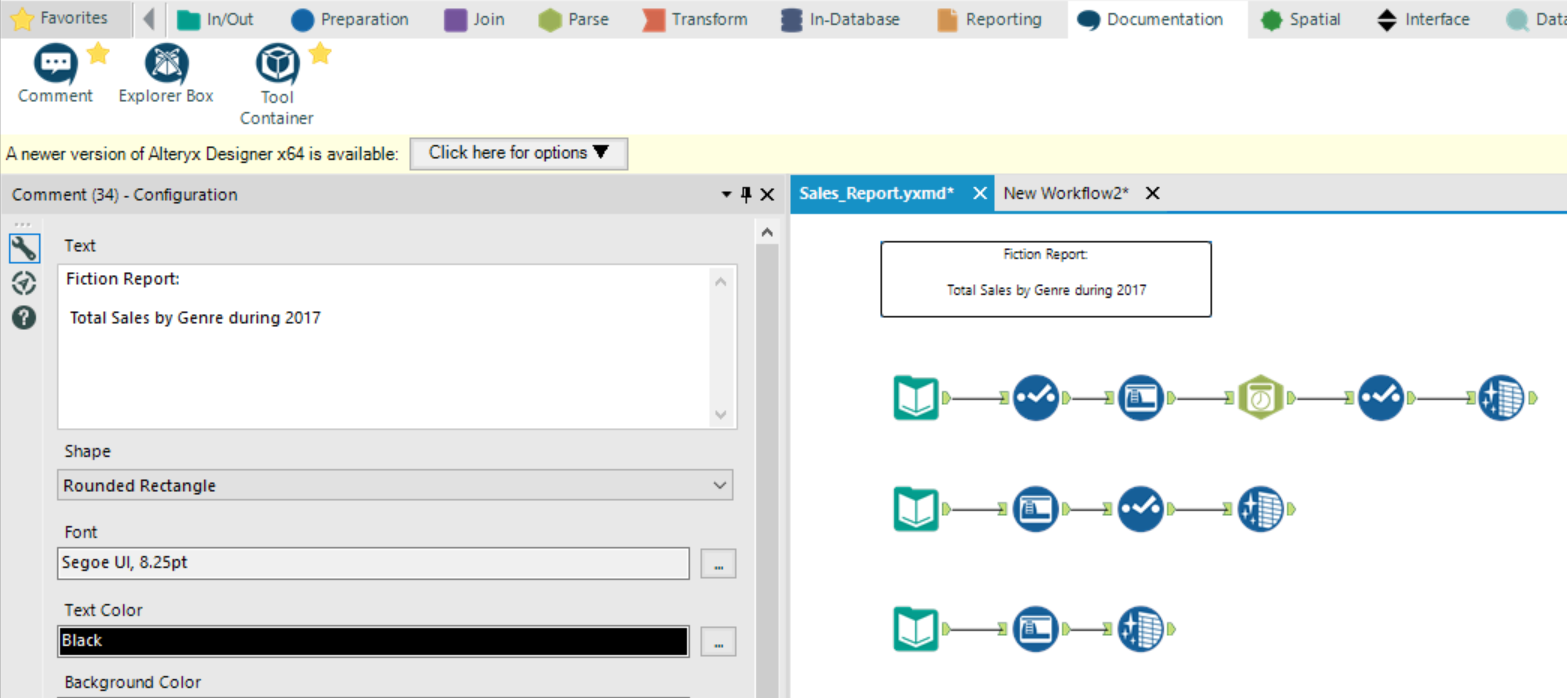 Favorites In/Out Preparation Join Parse Transform In-Database Reporting Documentation Spatial Interface Data
Comment Explorer Box Tool
Container
A newer version of Alteryx Designer x64 is available: Click here for options ▼
Comment (34) - Configuration
Sales_Report.yxmd* New Workflow2*
Text
Fiction Report:
Total Sales by Genre during 2017
Shape
Rounded Rectangle
Font
Segoe UI, 8.25pt ...
Text Color
Black ...
Background Color
Fiction Report:
Total Sales by Genre during 2017